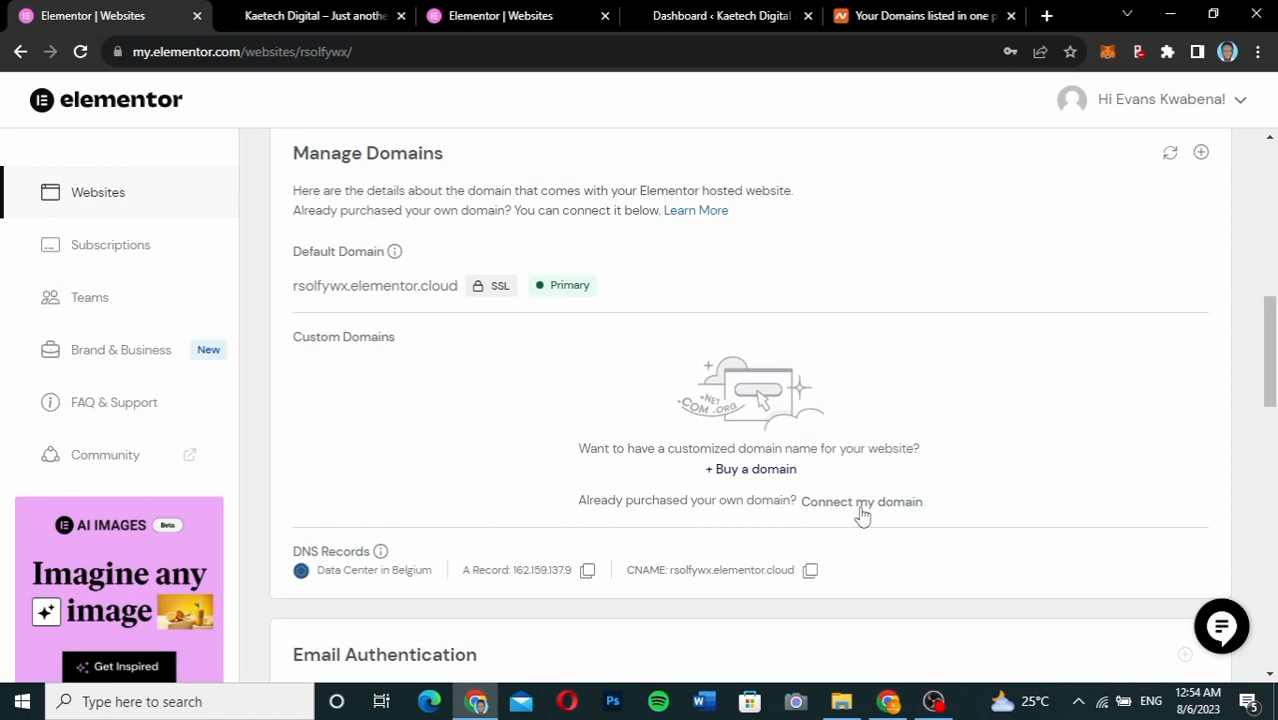 Elementor | Websites
Kaetech Digital – Just anothe
Elementor | Websites
Dashboard ‹ Kaetech Digital
Your Domains listed in one p
my.elementor.com/websites/rsolfywx/
elementor
Hi Evans Kwabena!
Websites
Subscriptions
Teams
Brand & Business New
FAQ & Support
Community
AI IMAGES Beta
Imagine any
image
Get Inspired
Manage Domains
Here are the details about the domain that comes with your Elementor hosted website.
Already purchased your own domain? You can connect it below. Learn More
Default Domain
rsolfywx.elementor.cloud SSL Primary
Custom Domains
.NET
.COM .ORG
Want to have a customized domain name for your website?
+ Buy a domain
Already purchased your own domain? Connect my domain
DNS Records
Data Center in Belgium A Record: 162.159.137.9 CNAME: rsolfywx.elementor.cloud
Email Authentication
Type here to search
25°C
ENG
12:54 AM
8/6/2023
5